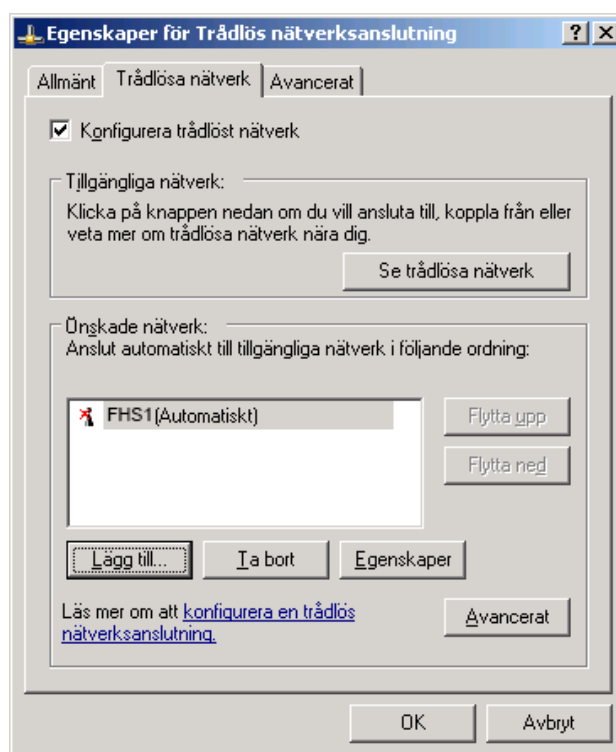 Egenskaper för Trådlös nätverksanslutning
Allmänt Trådlösa nätverk Avancerat
Konfigurera trådlöst nätverk
Tillgängliga nätverk:
Klicka på knappen nedan om du vill ansluta till, koppla från eller
veta mer om trådlösa nätverk nära dig.
Se trådlösa nätverk
Önskade nätverk:
Anslut automatiskt till tillgängliga nätverk i följande ordning:
FHS1(Automatiskt)
Flytta upp
Flytta ned
Lägg till... Ta bort Egenskaper
Läs mer om att konfigurera en trådlös
nätverksanslutning.
Avancerat
OK Avbryt